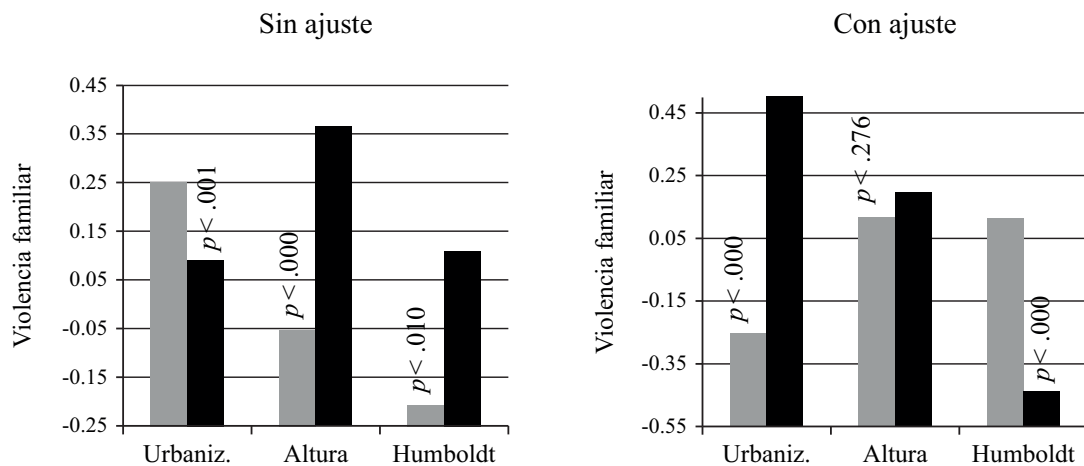 Sin ajuste
Violencia familiar
0.45
0.35
0.25
0.15
0.05
-0.05
-0.15
-0.25
p < .001
p < .000
p < .010
Urbaniz. Altura Humboldt
Con ajuste
Violencia familiar
0.45
0.25
0.05
-0.15
-0.35
-0.55
p < .000
p < .276
p < .000
Urbaniz. Altura Humboldt